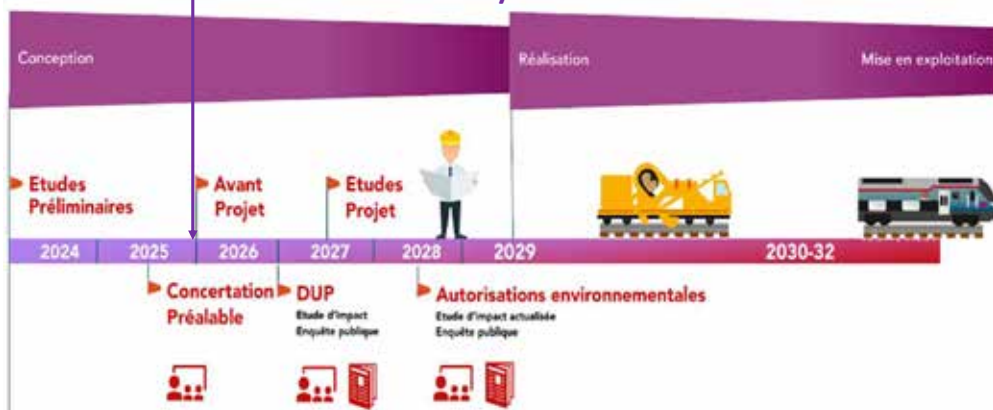 Conception
Réalisation
Mise en exploitation
Etudes
Préliminaires
Avant
Projet
Etudes
Projet
2024
2025
2026
2027
2028
2029
2030-32
Concertation
Préalable
DUP
Etude d'impact
Enquête publique
Autorisations environnementales
Etude d'impact actualisée
Enquête publique